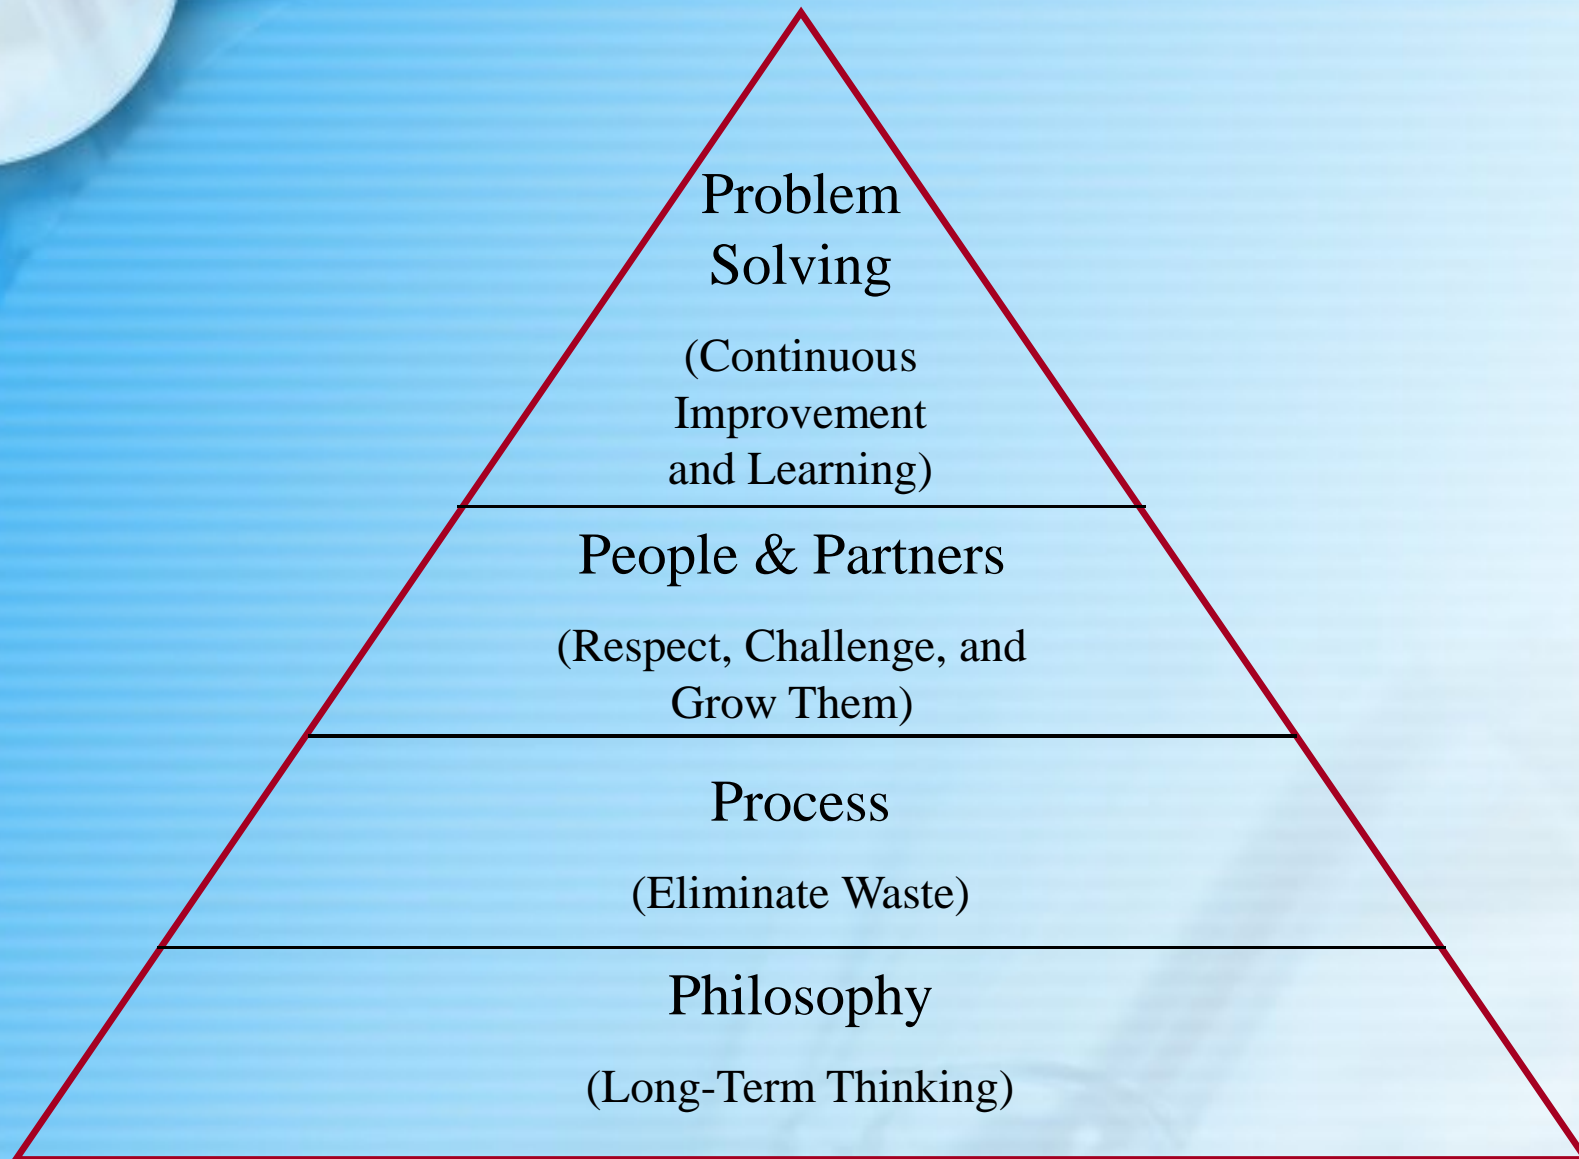 Problem
Solving
(Continuous
Improvement
and Learning)
People & Partners
(Respect, Challenge, and
Grow Them)
Process
(Eliminate Waste)
Philosophy
(Long-Term Thinking)